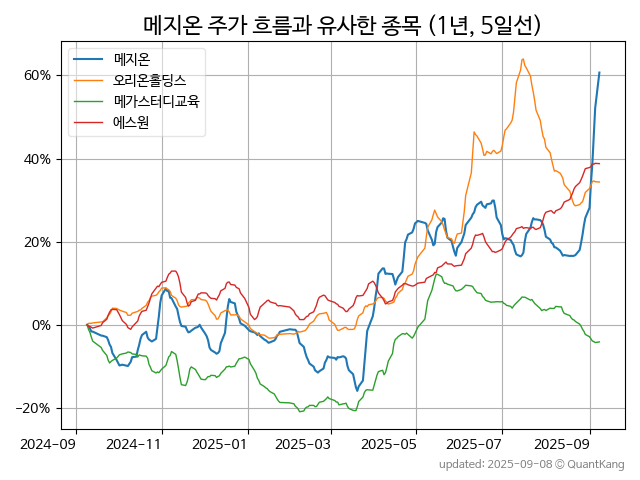 메지온 주가 흐름과 유사한 종목 (1년, 5일선)
메지온
오리온홀딩스
메가스터디교육
에스원
60%
40%
20%
0%
−20%
2024−09
2024−11
2025−01
2025−03
2025−05
2025−07
2025−09
updated: 2025-09-08 © QuantKang